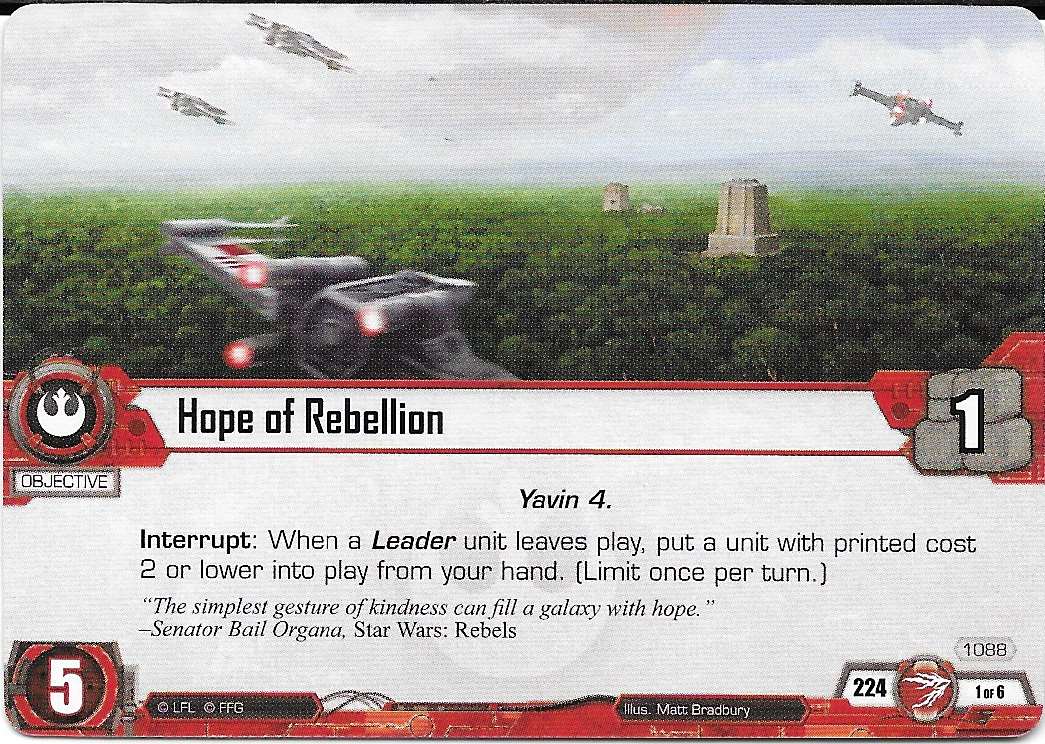 Hope of Rebellion
1
OBJECTIVE
Yavin 4.
Interrupt: When a Leader unit leaves play, put a unit with printed cost
2 or lower into play from your hand. (Limit once per turn.)
“The simplest gesture of kindness can fill a galaxy with hope.”
–Senator Bail Organa, Star Wars: Rebels
5
© LFL © FFG
Illus. Matt Bradbury
1088
224
1 OF 6